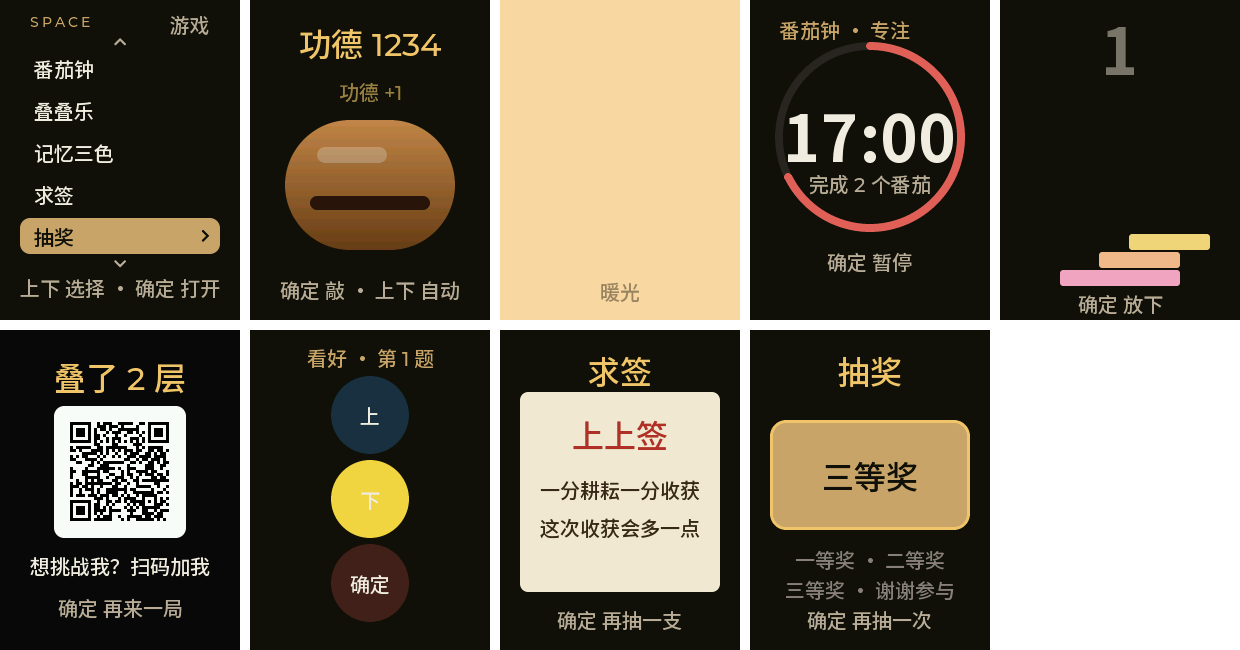 SPACE
游戏
番茄钟
叠叠乐
记忆三色
求签
抽奖
上下 选择 • 确定 打开
功德 1234
功德 +1
确定 敲 • 上下 自动
暖光
番茄钟 • 专注
17:00
完成 2 个番茄
确定 暂停
1
确定 放下
叠了 2 层
想挑战我？扫码加我
确定 再来一局
看好 • 第 1 题
上
下
确定
求签
上上签
一分耕耘一分收获
这次收获会多一点
确定 再抽一支
抽奖
三等奖
一等奖 • 二等奖
三等奖 • 谢谢参与
确定 再抽一次